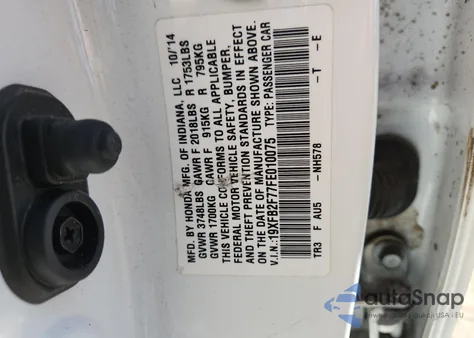 MFD. BY HONDA MFG. OF INDIANA, LLC 10/'14
GVWR 3748LBS GAWR F 2018LBS R 1753LBS
GVWR 1700KG GAWR F 915KG R 795KG
THIS VEHICLE CONFORMS TO ALL APPLICABLE
FEDERAL MOTOR VEHICLE SAFETY, BUMPER,
AND THEFT PREVENTION STANDARDS IN EFFECT
ON THE DATE OF MANUFACTURE SHOWN ABOVE.
V.I.N.:19XFB2F77FE010075 TYPE: PASSENGER CAR
TR3 F AU5 -NH578 -T -E
autoSnap
USA - EU